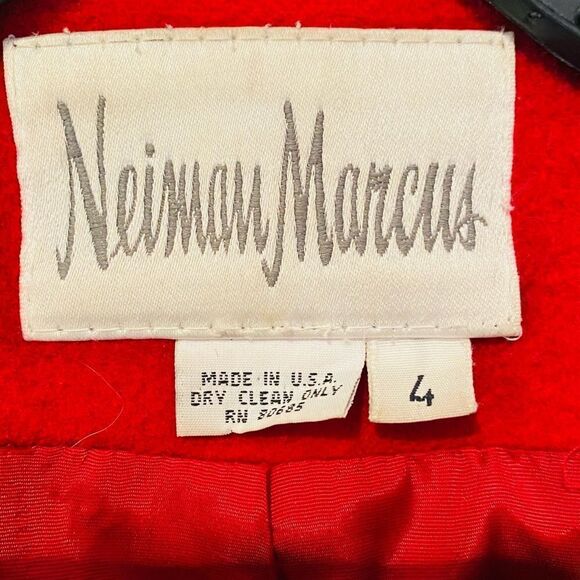 Neiman Marcus
MADE IN U.S.A.
DRY CLEAN ONLY
RN 80685
4